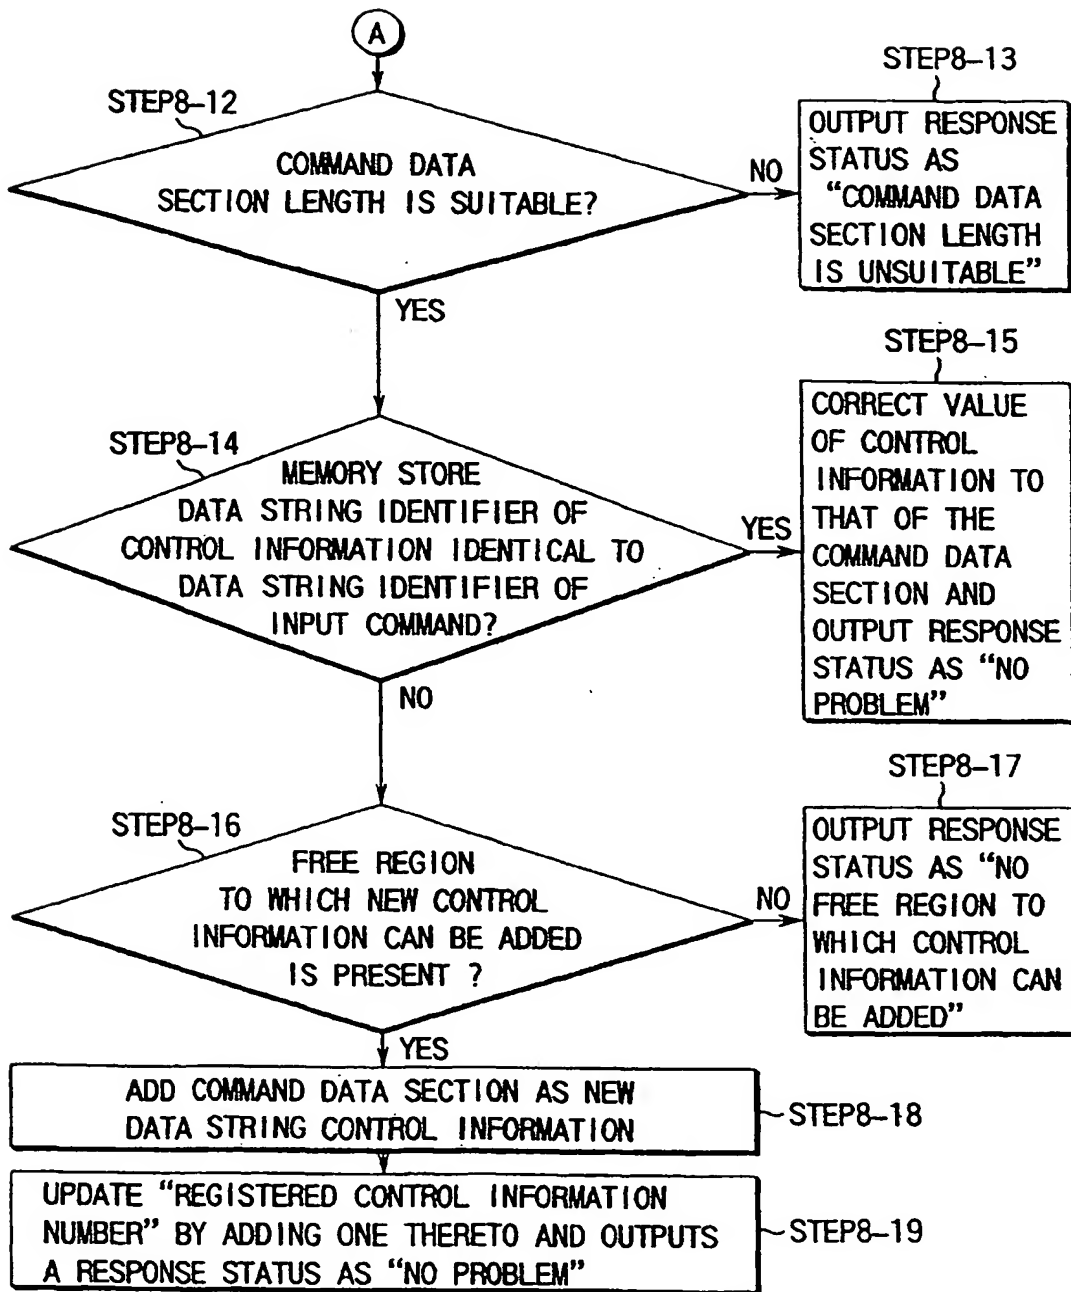 A
STEP8-12
COMMAND DATA
SECTION LENGTH IS SUITABLE?
NO
YES
STEP8-13
OUTPUT RESPONSE
STATUS AS
“COMMAND DATA
SECTION LENGTH
IS UNSUITABLE”
STEP8-14
MEMORY STORE
DATA STRING IDENTIFIER OF
CONTROL INFORMATION IDENTICAL TO
DATA STRING IDENTIFIER OF
INPUT COMMAND?
YES
NO
STEP8-15
CORRECT VALUE
OF CONTROL
INFORMATION TO
THAT OF THE
COMMAND DATA
SECTION AND
OUTPUT RESPONSE
STATUS AS “NO
PROBLEM”
STEP8-16
FREE REGION
TO WHICH NEW CONTROL
INFORMATION CAN BE ADDED
IS PRESENT ?
NO
YES
STEP8-17
OUTPUT RESPONSE
STATUS AS “NO
FREE REGION TO
WHICH CONTROL
INFORMATION CAN
BE ADDED”
ADD COMMAND DATA SECTION AS NEW
DATA STRING CONTROL INFORMATION
STEP8-18
UPDATE “REGISTERED CONTROL INFORMATION
NUMBER” BY ADDING ONE THERETO AND OUTPUTS
A RESPONSE STATUS AS “NO PROBLEM”
STEP8-19